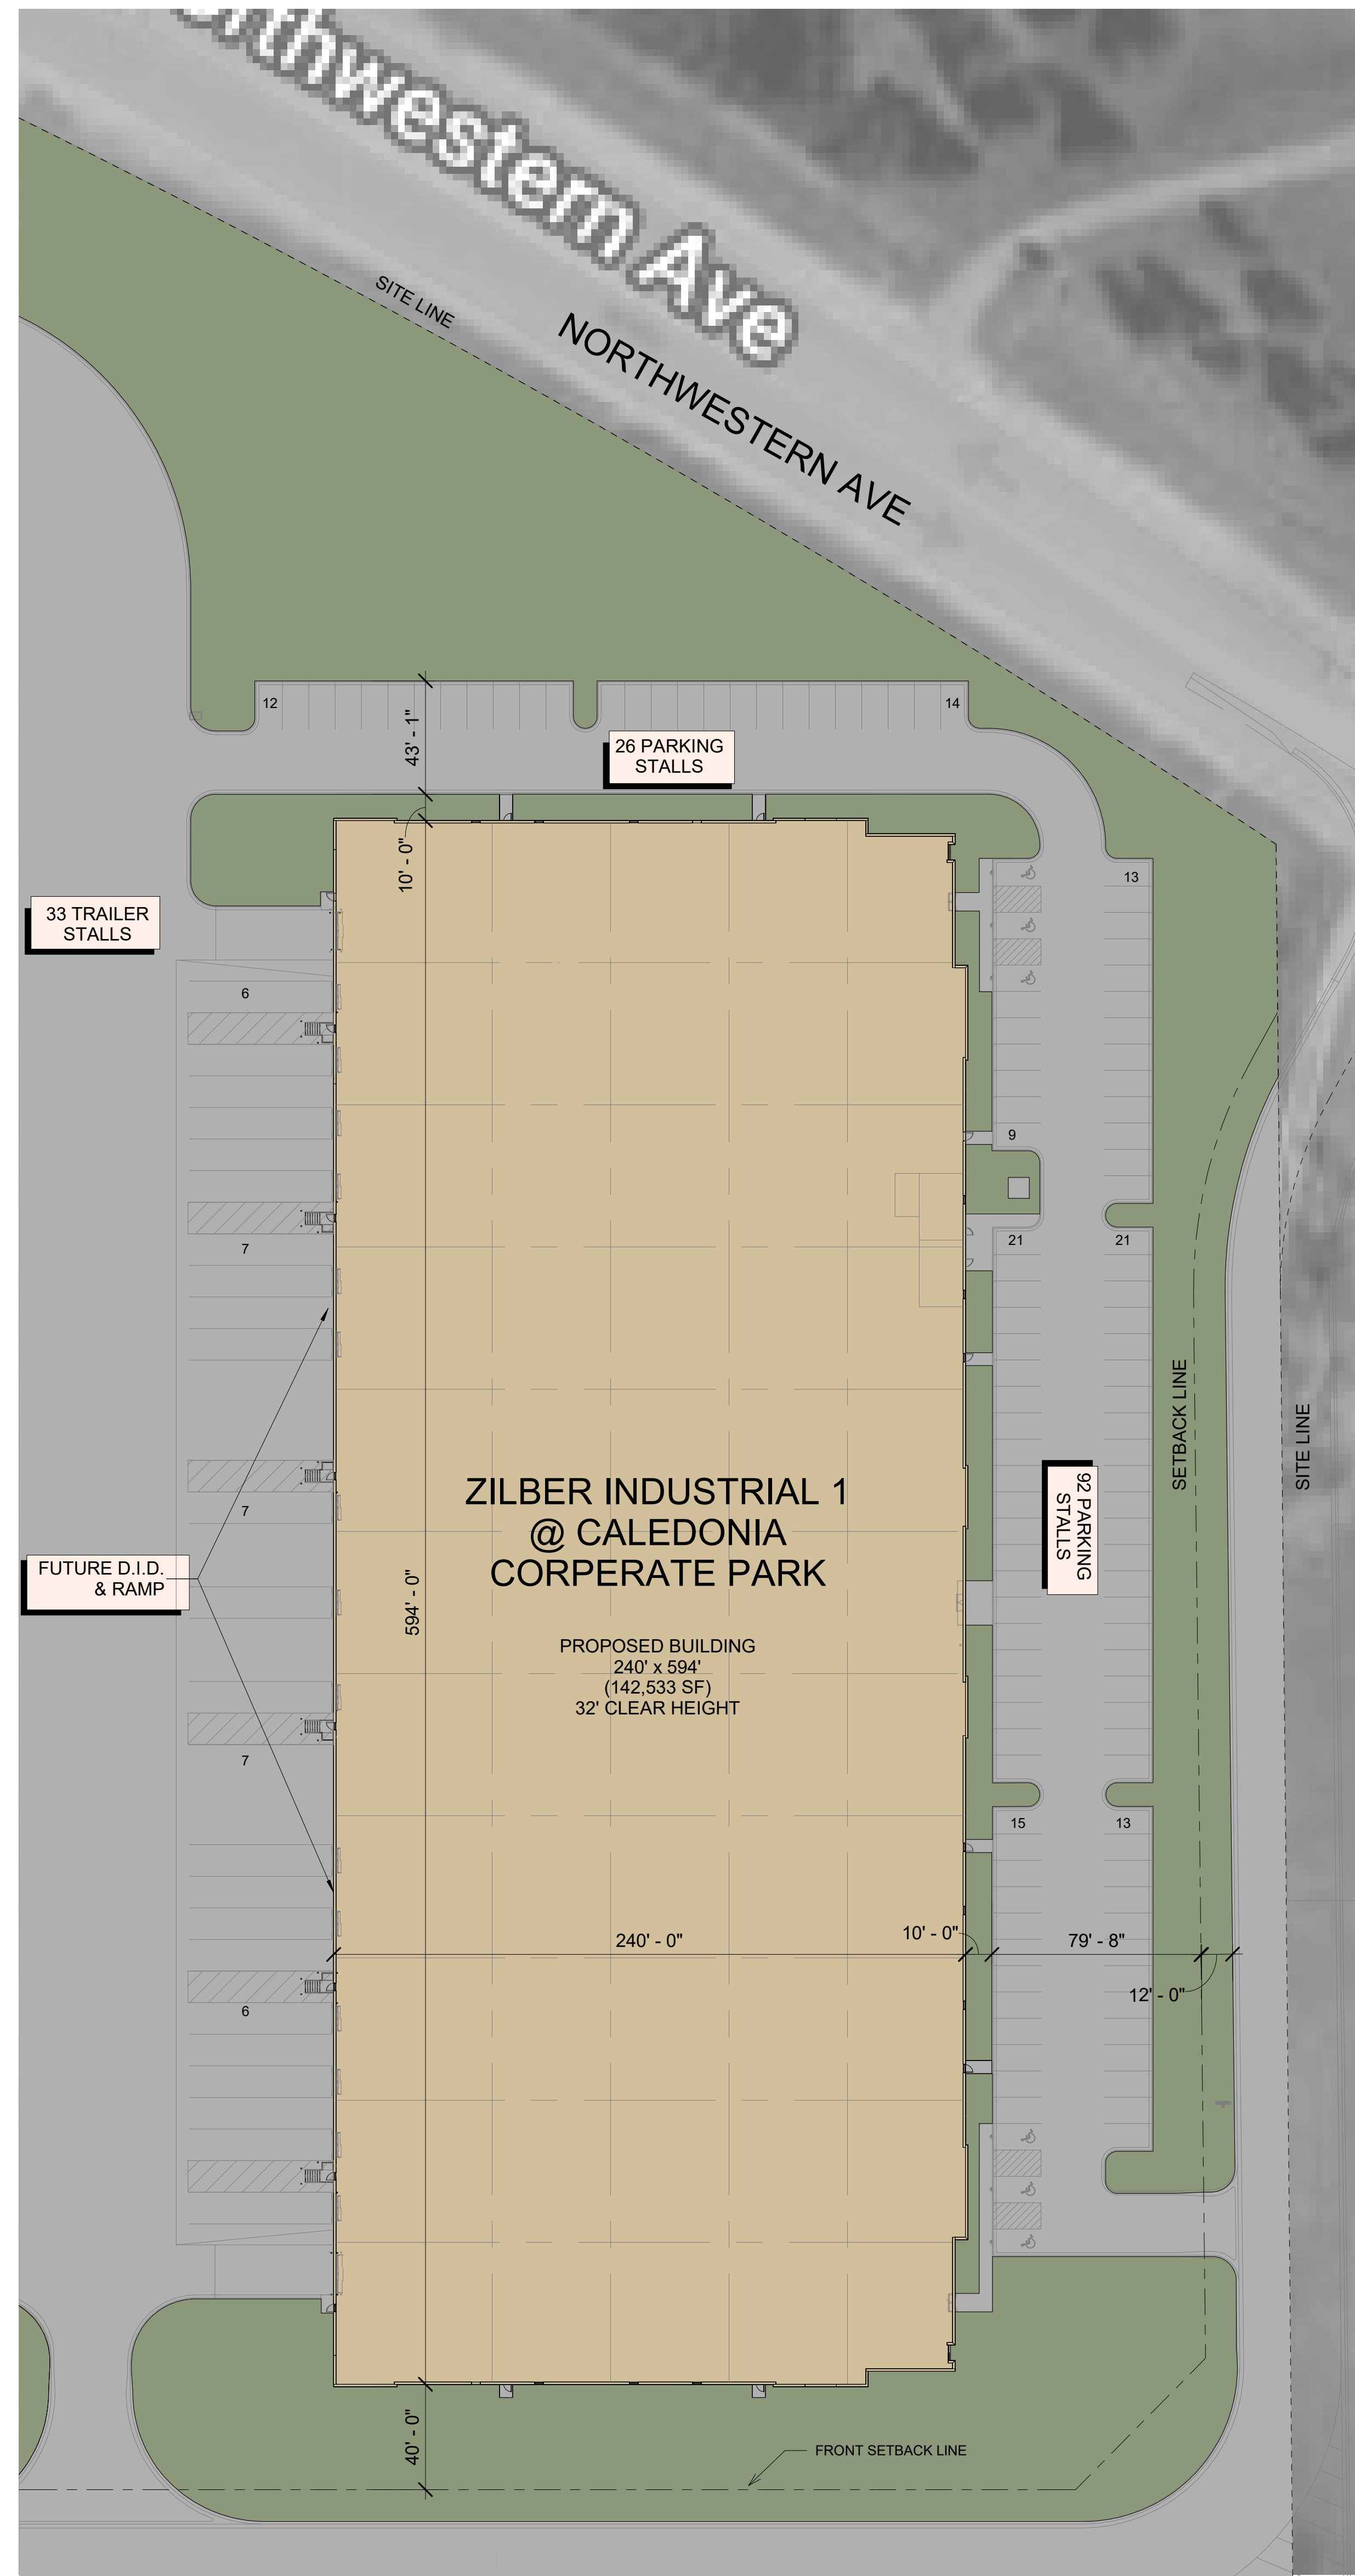 orthwestern Ave
SITE LINE
NORTHWESTERN AVE
12
14
43' - 1"
26 PARKING
STALLS
10' - 0"
13
33 TRAILER
STALLS
6
9
7
21
21
SETBACK LINE
SITE LINE
ZILBER INDUSTRIAL 1
@ CALEDONIA
CORPERATE PARK
92 PARKING
STALLS
7
FUTURE D.I.D.
& RAMP
594' - 0"
PROPOSED BUILDING
240' x 594'
(142,533 SF)
32' CLEAR HEIGHT
7
15
13
240' - 0"
10' - 0"
79' - 8"
12' - 0"
6
40' - 0"
FRONT SETBACK LINE